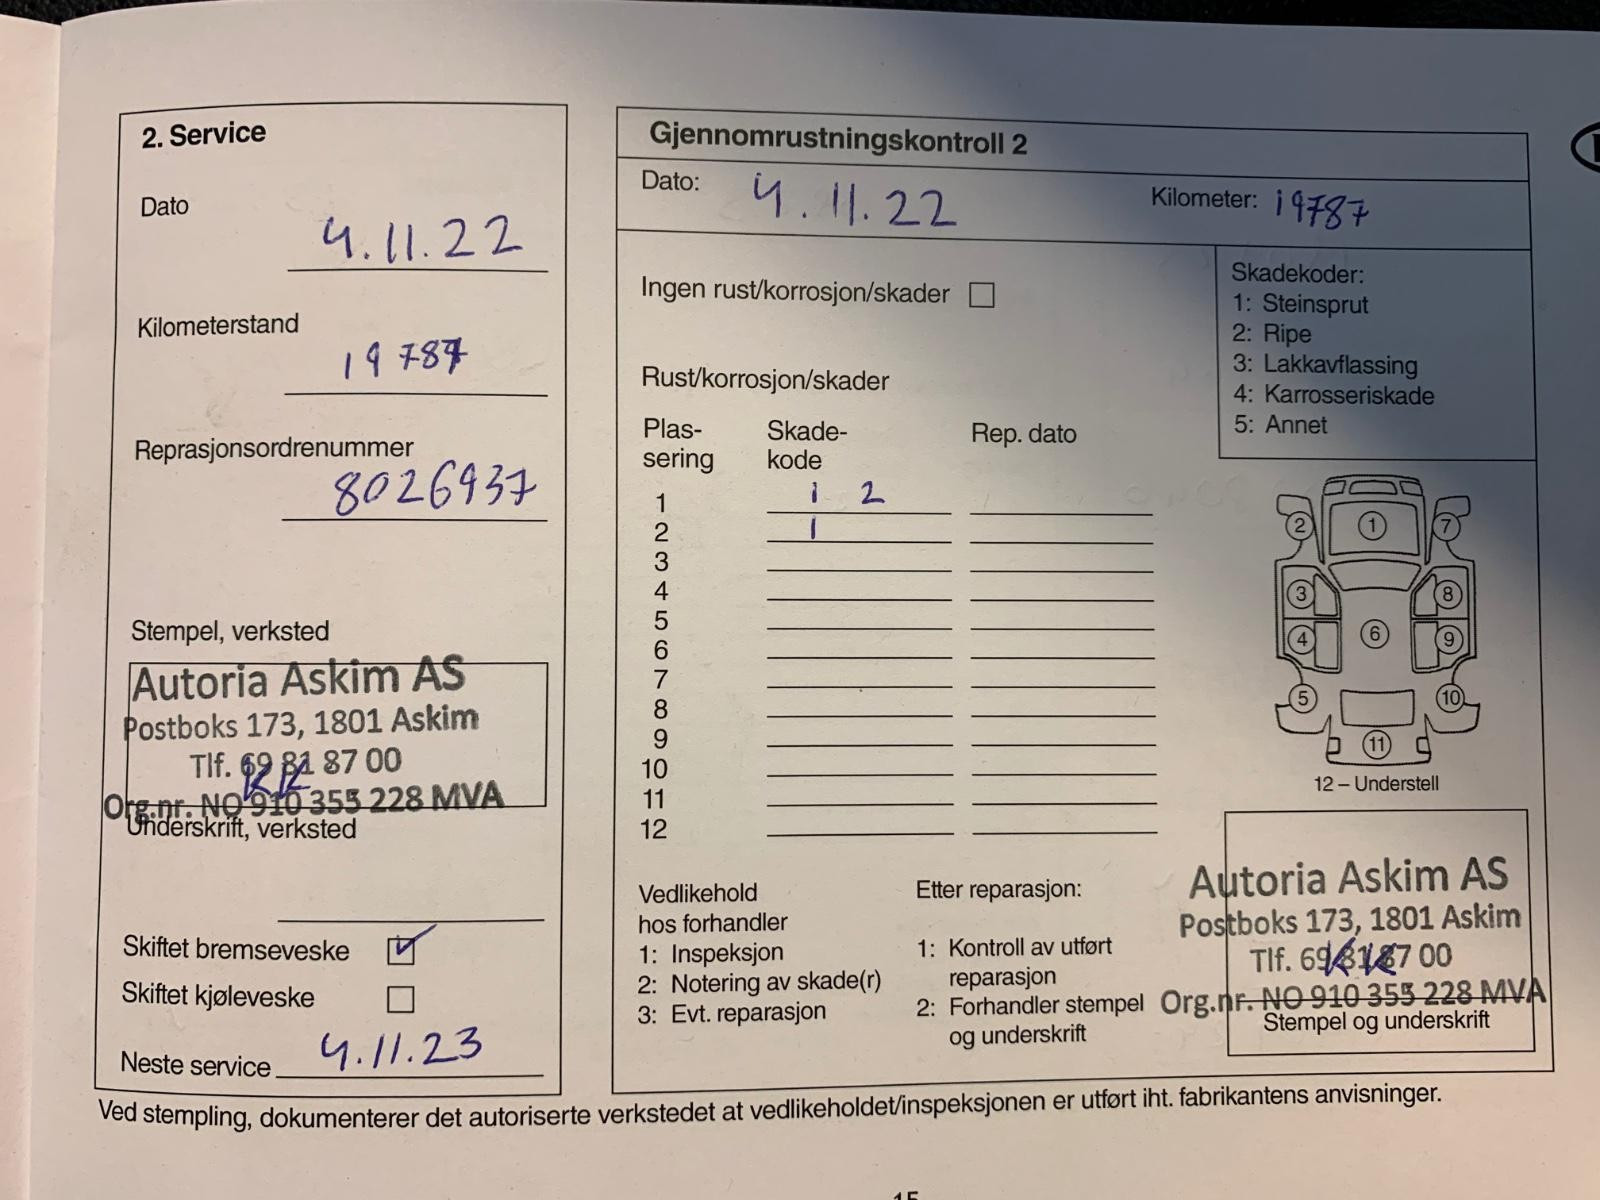 2. Service
Dato
4.11.22
Kilometerstand
19787
Reprasjonsordrenummer
8026937
Stempel, verksted
Autoria Askim AS
Postboks 173, 1801 Askim
Tlf. 69 81 87 00
KK
Org.nr. NO 910 355 228 MVA
Underskrift, verksted
Skiftet bremseveske
Skiftet kjøleveske
Neste service 4.11.23
Gjennomrustningskontroll 2
Dato: 4.11.22 Kilometer: 19787
Ingen rust/korrosjon/skader
Skadekoder:
1: Steinsprut
2: Ripe
3: Lakkavflassing
4: Karrosseriskade
5: Annet
Rust/korrosjon/skader
Plas-
sering
Skade-
kode
Rep. dato
1 1 2
2 1
3
4
5
6
7
8
9
10
11
12
2 1 7
3 8
4 6 9
5 10
11
12 – Understell
Vedlikehold
hos forhandler
1: Inspeksjon
2: Notering av skade(r)
3: Evt. reparasjon
Etter reparasjon:
1: Kontroll av utført
reparasjon
2: Forhandler stempel
og underskrift
Autoria Askim AS
Postboks 173, 1801 Askim
Tlf. 69 81 87 00
KK
Org.nr. NO 910 355 228 MVA
Stempel og underskrift
Ved stempling, dokumenterer det autoriserte verkstedet at vedlikeholdet/inspeksjonen er utført iht. fabrikantens anvisninger.
15